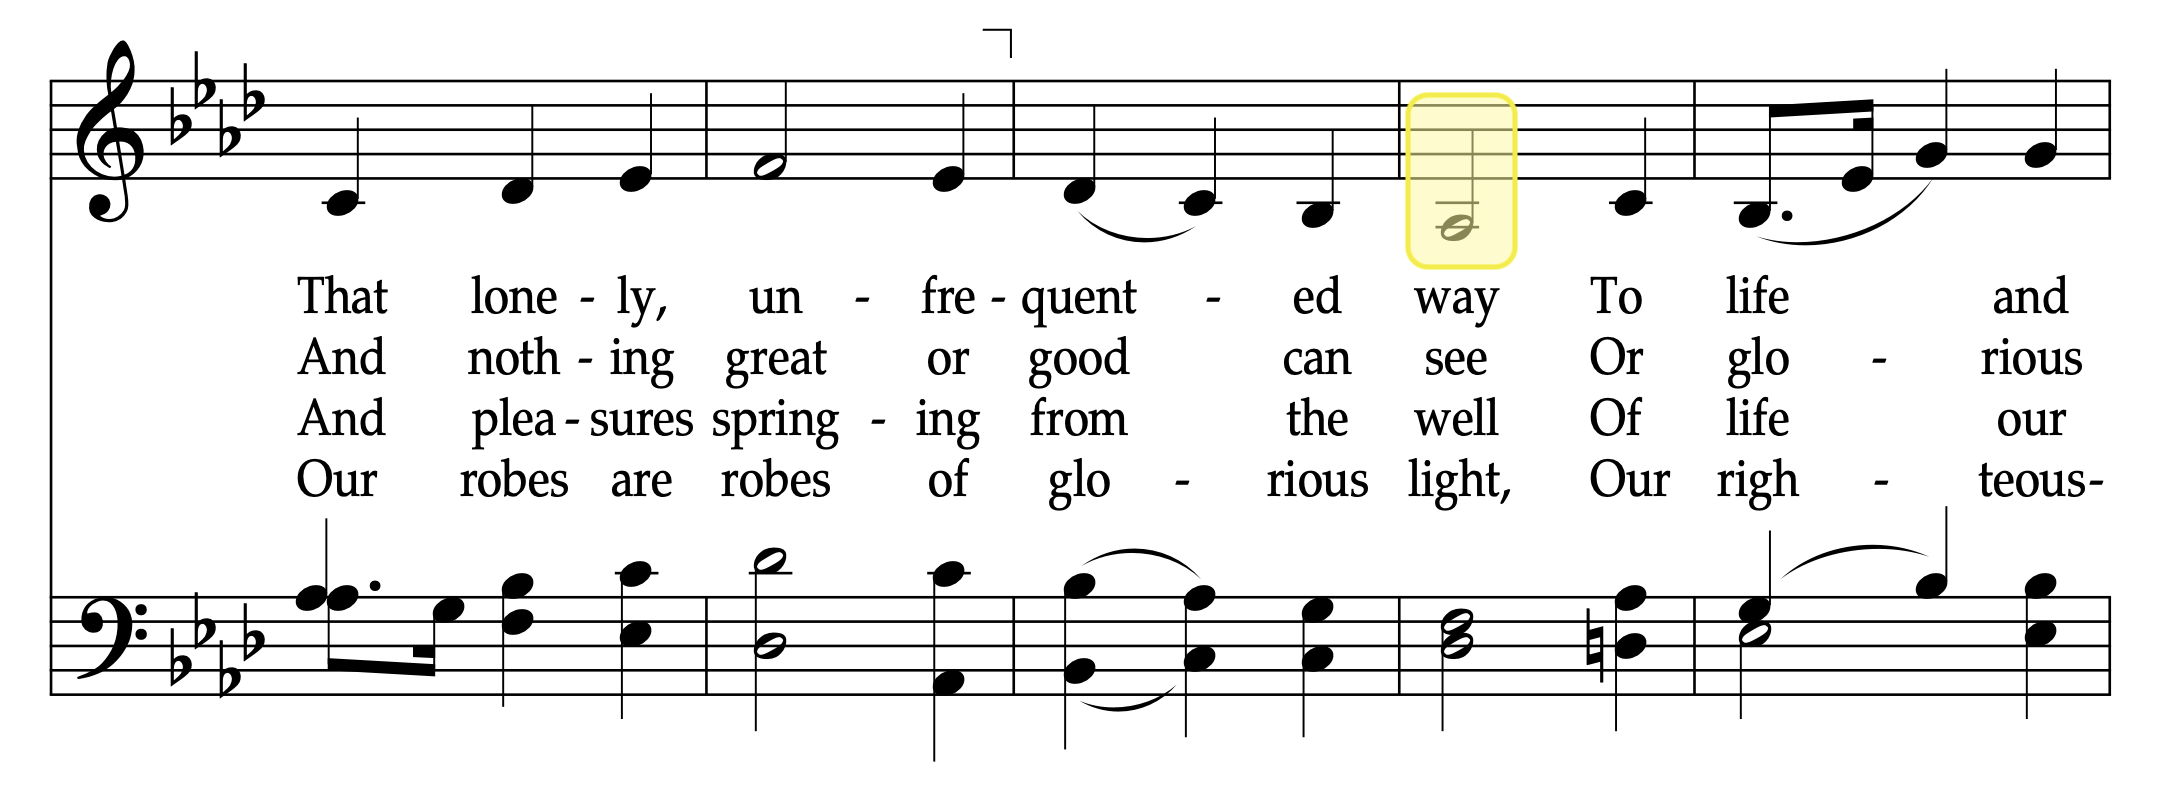 That lone - ly, un - fre - quent - ed way To life and
And noth - ing great or good can see Or glo - rious
And plea - sures spring - ing from the well Of life our
Our robes are robes of glo - rious light, Our righ - teous-